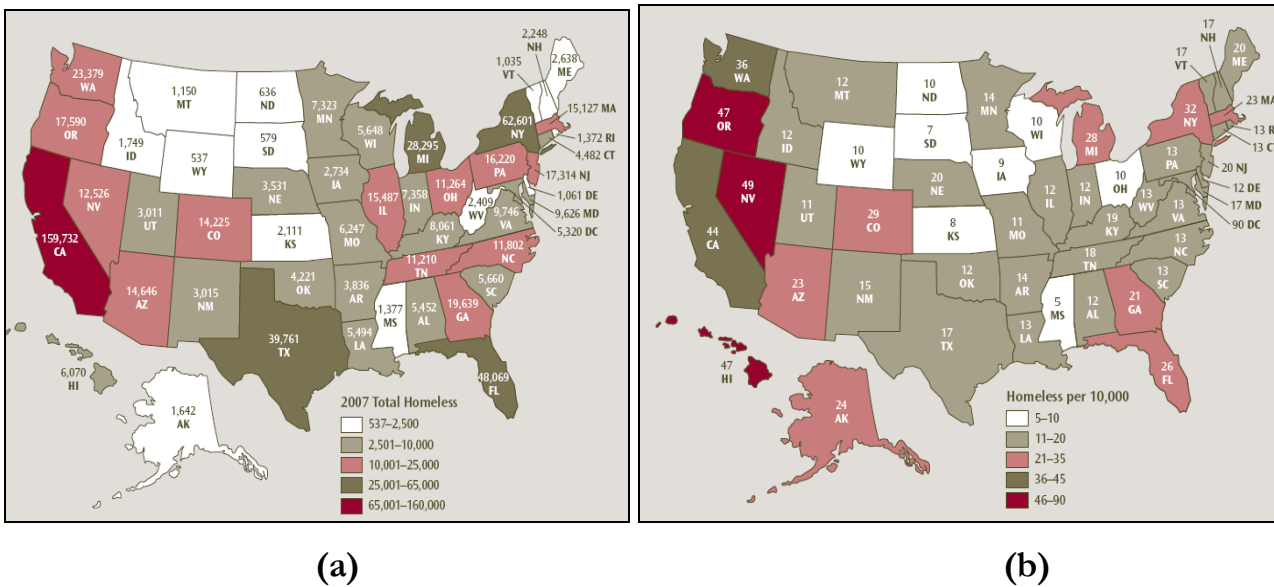 2,248
NH
1,035
VT
2,638
ME
23,379
WA
1,150
MT
636
ND
7,323
MN
15,127 MA
17,590
OR
1,749
ID
579
SD
5,648
WI
28,295
MI
62,601
NY
1,372 RI
4,482 CT
537
WY
2,734
IA
16,220
PA
17,314 NJ
12,526
NV
3,011
UT
14,225
CO
3,531
NE
15,487
IL
7,358
IN
11,264
OH
2,409
WV
9,746
VA
1,061 DE
9,626 MD
5,320 DC
159,732
CA
2,111
KS
6,247
MO
8,061
KY
11,802
NC
14,646
AZ
3,015
NM
4,221
OK
3,836
AR
11,210
TN
5,660
SC
39,761
TX
5,494
LA
1,377
MS
5,452
AL
19,639
GA
48,069
FL
6,070
HI
1,642
AK
2007 Total Homeless
537–2,500
2,501–10,000
10,001–25,000
25,001–65,000
65,001–160,000
(a)
17
NH
17
VT
20
ME
36
WA
12
MT
10
ND
14
MN
23 MA
47
OR
12
ID
7
SD
10
WI
28
MI
32
NY
13 R
13 CT
10
WY
9
IA
13
PA
20 NJ
49
NV
11
UT
29
CO
20
NE
12
IL
12
IN
10
OH
13
WV
13
VA
12 DE
17 MD
90 DC
44
CA
8
KS
11
MO
19
KY
13
NC
23
AZ
15
NM
12
OK
14
AR
18
TN
13
SC
17
TX
13
LA
5
MS
12
AL
21
GA
26
FL
47
HI
24
AK
Homeless per 10,000
5–10
11–20
21–35
36–45
46–90
(b)